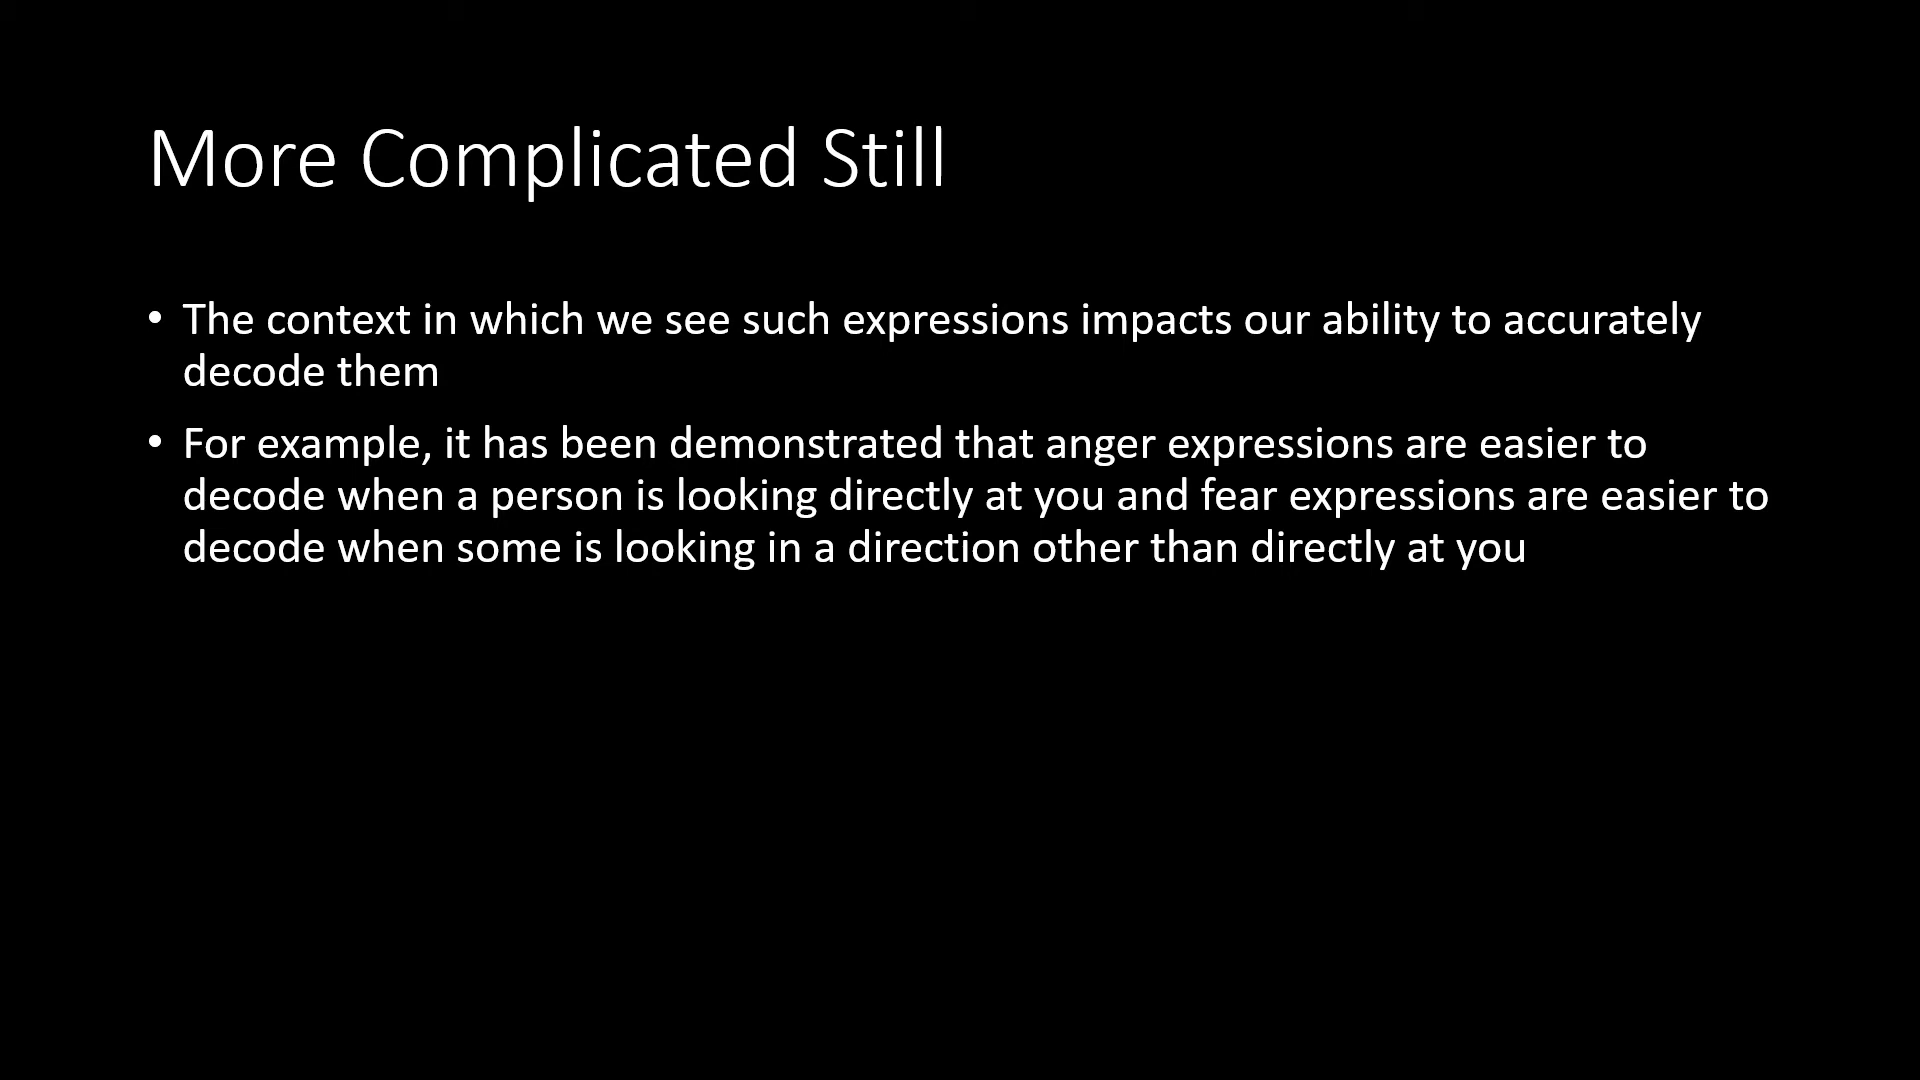 More Complicated Still
• The context in which we see such expressions impacts our ability to accurately
decode them
• For example, it has been demonstrated that anger expressions are easier to
decode when a person is looking directly at you and fear expressions are easier to
decode when some is looking in a direction other than directly at you